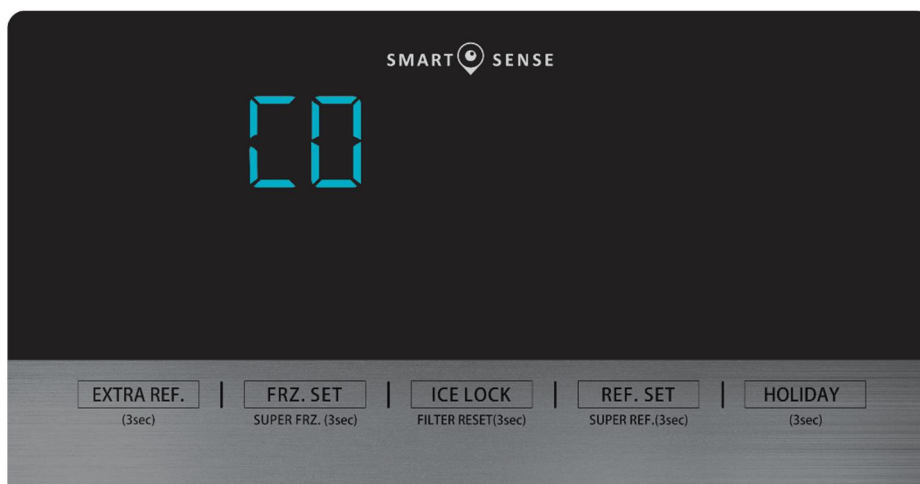 SMART SENSE
C0
EXTRA REF. | FRZ. SET | ICE LOCK | REF. SET | HOLIDAY
(3sec) SUPER FRZ. (3sec) FILTER RESET(3sec) SUPER REF.(3sec) (3sec)